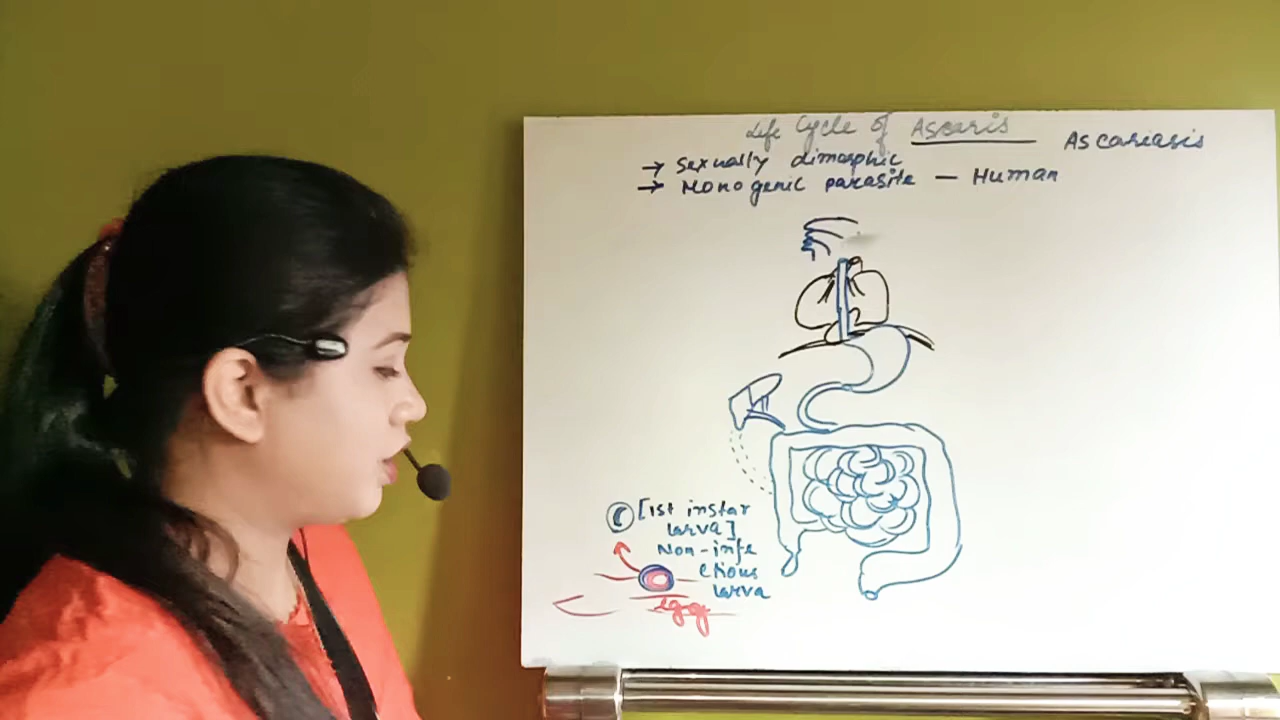 Life Cycle of Ascaris
Ascariasis
→ Sexually dimorphic
→ Monogenic parasite — Human
[1st instar
larva]
Non-infe
ctious
larva
Egg